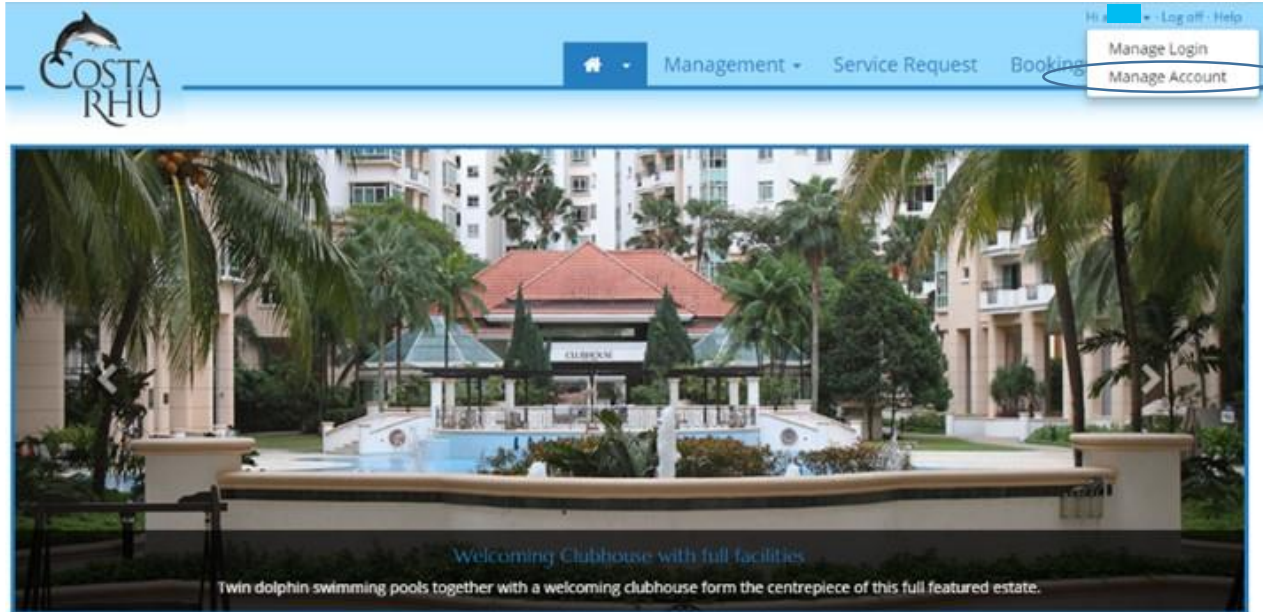 Hi a · Log off · Help
Manage Login
Manage Account
COSTA
RHU
Management
Service Request
Booking
CLUBHOUSE
Welcoming Clubhouse with full facilities
Twin dolphin swimming pools together with a welcoming clubhouse form the centrepiece of this full featured estate.